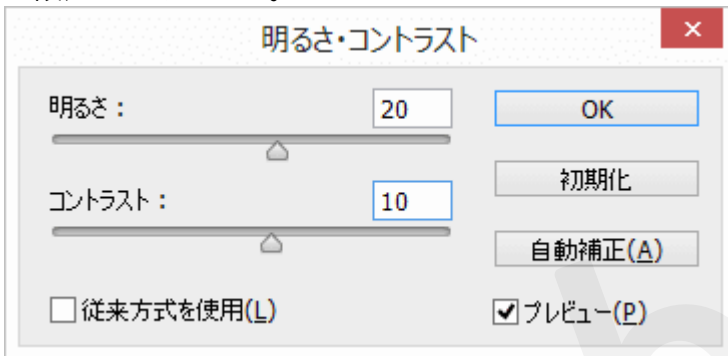 明るさ・コントラスト
明るさ：
20
OK
コントラスト：
10
初期化
自動補正(A)
従来方式を使用(L)
プレビュー(P)